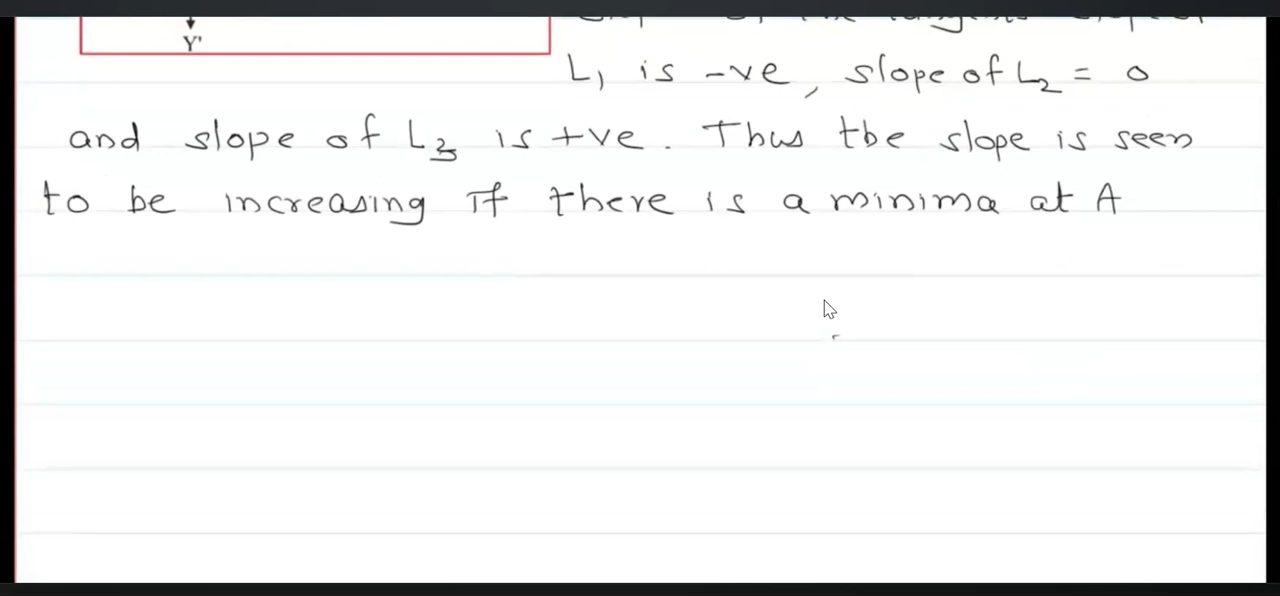 Y'
L₁ is -ve, slope of L₂ = 0
and slope of L₃ is +ve. Thus the slope is seen
to be increasing If there is a minima at A